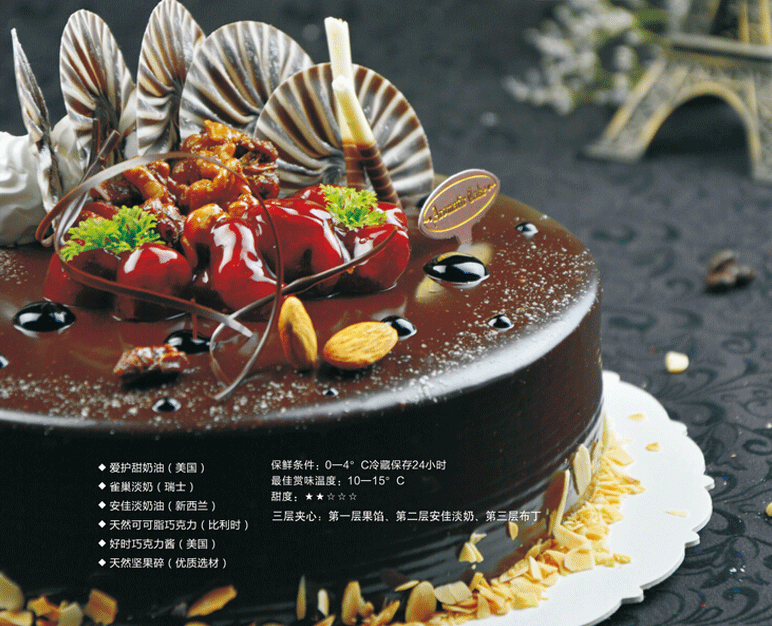 Aromatic Cakes
◆ 爱护甜奶油（美国）
◆ 雀巢淡奶（瑞士）
◆ 安佳淡奶油（新西兰）
◆ 天然可可脂巧克力（比利时）
◆ 好时巧克力酱（美国）
◆ 天然坚果碎（优质选材）
保鲜条件：0—4°C冷藏保存24小时
最佳赏味温度：10—15°C
甜度：★★☆☆☆
三层夹心：第一层果馅、第二层安佳淡奶、第三层布丁